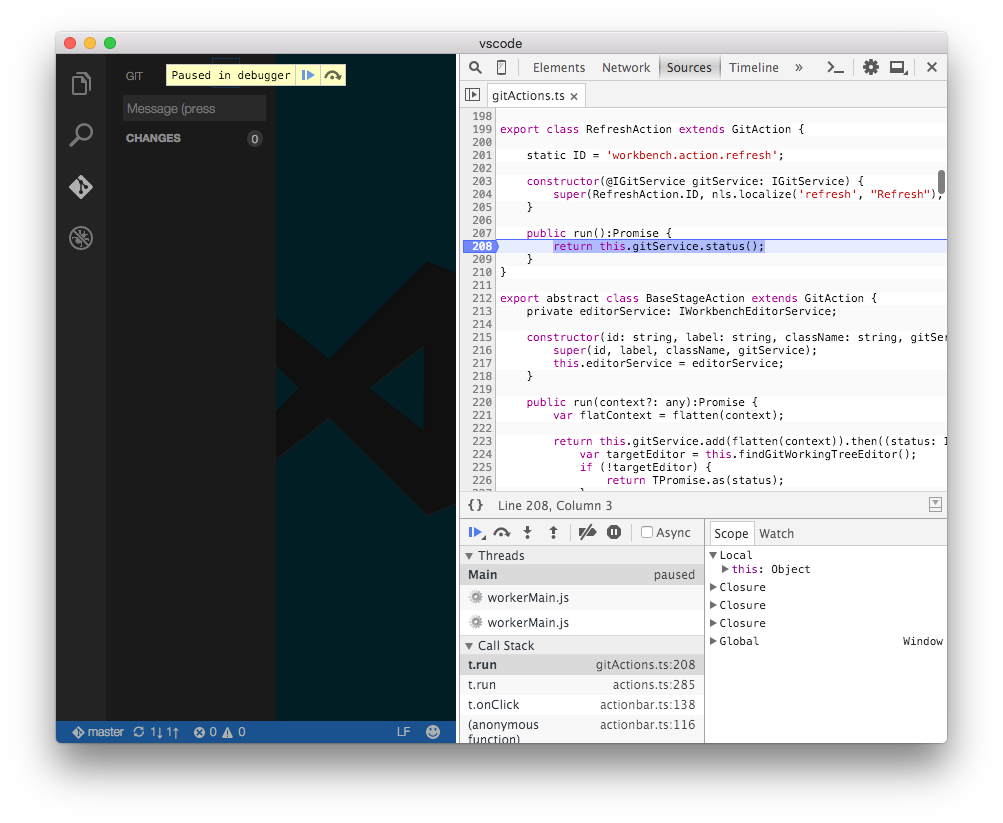 vscode
GIT
Paused in debugger
Message (press
CHANGES
0
master
1↓ 1↑
0
0
LF
Elements
Network
Sources
Timeline
»
gitActions.ts ×
198
199 export class RefreshAction extends GitAction {
200
201 static ID = 'workbench.action.refresh';
202
203 constructor(@IGitService gitService: IGitService) {
204 super(RefreshAction.ID, nls.localize('refresh', "Refresh"),
205 }
206
207 public run():Promise {
208 return this.gitService.status();
209 }
210 }
211
212 export abstract class BaseStageAction extends GitAction {
213 private editorService: IWorkbenchEditorService;
214
215 constructor(id: string, label: string, className: string, gitSer
216 super(id, label, className, gitService);
217 this.editorService = editorService;
218 }
219
220 public run(context?: any):Promise {
221 var flatContext = flatten(context);
222
223 return this.gitService.add(flatten(context)).then((status: I
224 var targetEditor = this.findGitWorkingTreeEditor();
225 if (!targetEditor) {
226 return TPromise.as(status);
{} Line 208, Column 3
Async
Threads
Main paused
workerMain.js
workerMain.js
Call Stack
t.run gitActions.ts:208
t.run actions.ts:285
t.onClick actionbar.ts:138
(anonymous actionbar.ts:116
function)
Scope Watch
Local
this: Object
Closure
Closure
Closure
Global Window